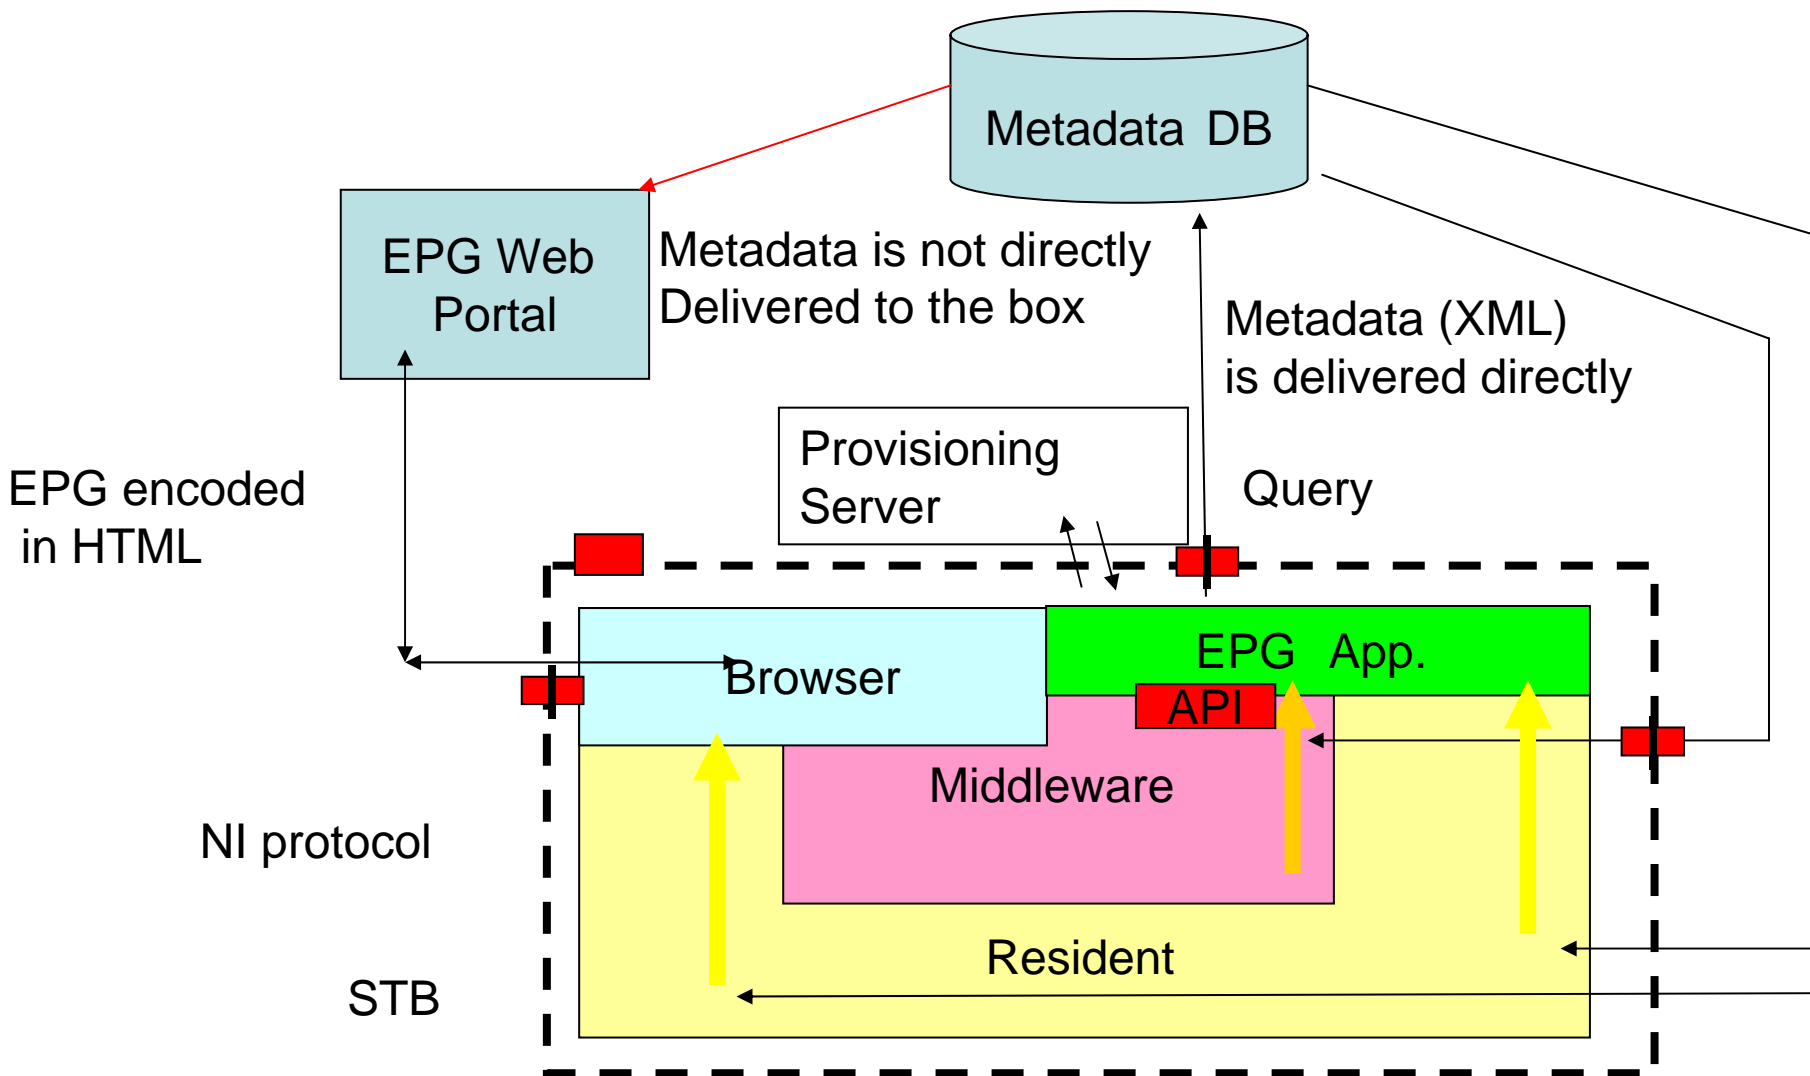 Metadata DB
EPG Web
Portal
Metadata is not directly
Delivered to the box
Metadata (XML)
is delivered directly
Provisioning
Server
Query
EPG encoded
in HTML
EPG App.
Browser
API
Middleware
NI protocol
Resident
STB